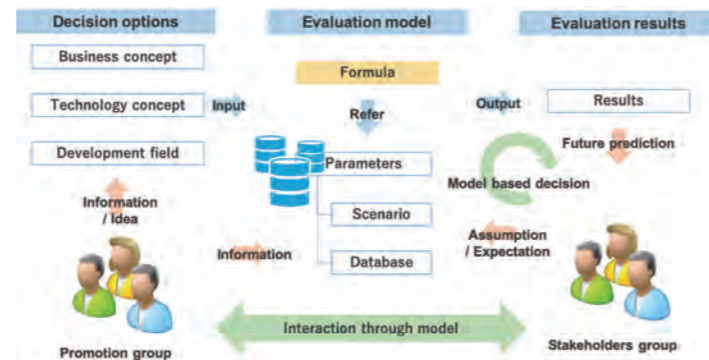 Decision options
Evaluation model
Evaluation results
Business concept
Technology concept
Development field
Input
Formula
Refer
Parameters
Scenario
Database
Output
Results
Future prediction
Model based decision
Information
/ Idea
Information
Assumption
/ Expectation
Interaction through model
Promotion group
Stakeholders group